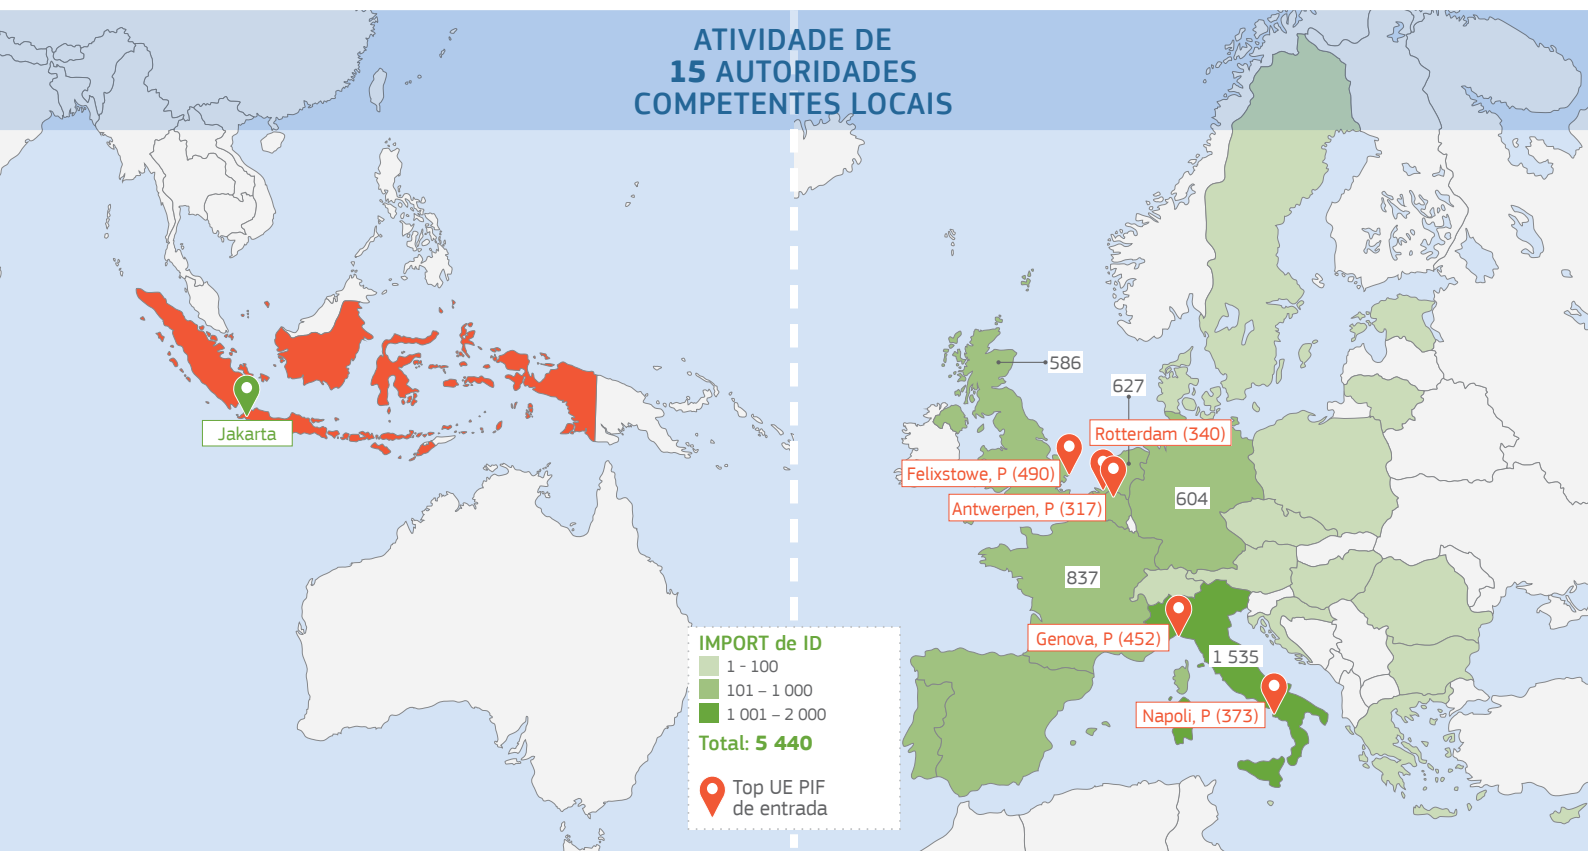 ATIVIDADE DE
15 AUTORIDADES
COMPETENTES LOCAIS
Jakarta
586
627
Rotterdam (340)
Felixstowe, P (490)
Antwerpen, P (317)
604
837
Genova, P (452)
1 535
Napoli, P (373)
IMPORT de ID
1 - 100
101 – 1 000
1 001 – 2 000
Total: 5 440
Top UE PIF
de entrada